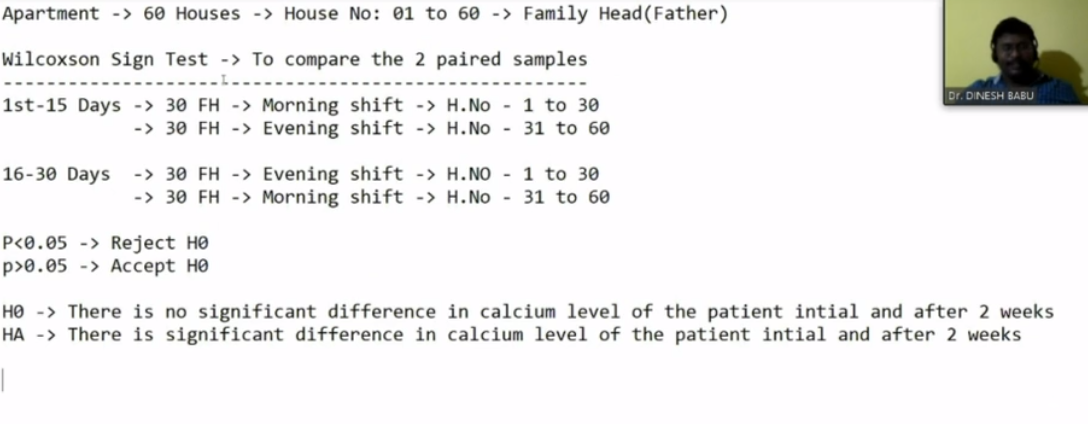 Apartment -> 60 Houses -> House No: 01 to 60 -> Family Head(Father)
Wilcoxson Sign Test -> To compare the 2 paired samples
-----------------------------------------------------------------
1st-15 Days -> 30 FH -> Morning shift -> H.No - 1 to 30
-> 30 FH -> Evening shift -> H.No - 31 to 60
16-30 Days -> 30 FH -> Evening shift -> H.NO - 1 to 30
-> 30 FH -> Morning shift -> H.No - 31 to 60
P<0.05 -> Reject H0
p>0.05 -> Accept H0
H0 -> There is no significant difference in calcium level of the patient intial and after 2 weeks
HA -> There is significant difference in calcium level of the patient intial and after 2 weeks
Dr. DINESH BABU